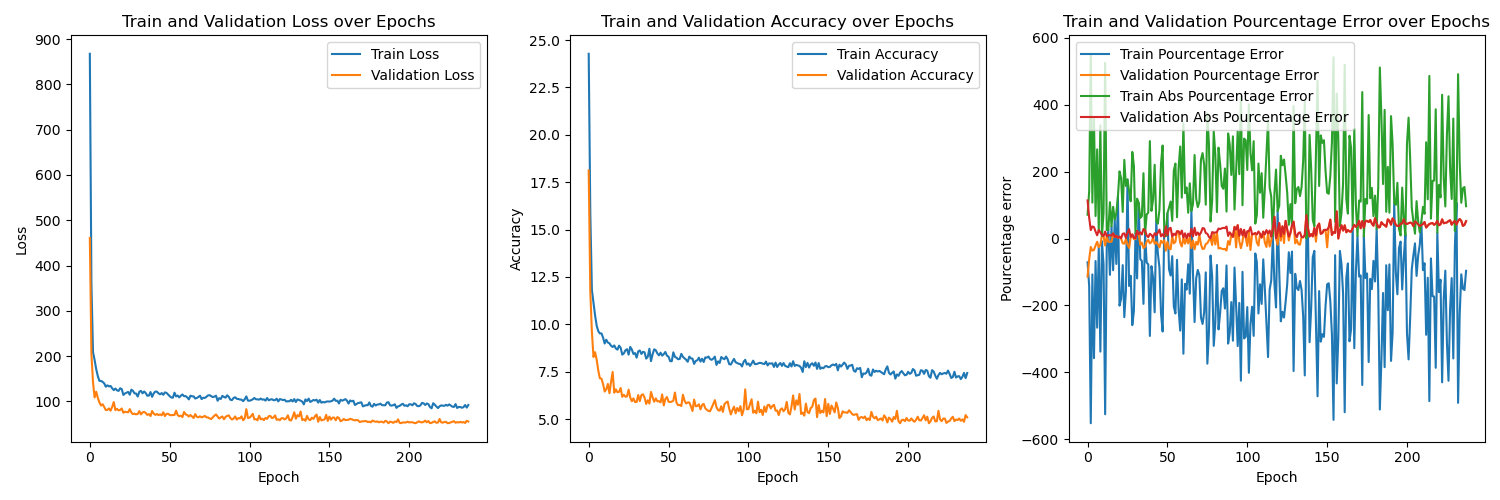 Train and Validation Loss over Epochs
900
800
700
600
500
400
300
200
100
0
50
100
150
200
Loss
Epoch
Train Loss
Validation Loss
Train and Validation Accuracy over Epochs
25.0
22.5
20.0
17.5
15.0
12.5
10.0
7.5
5.0
0
50
100
150
200
Accuracy
Epoch
Train Accuracy
Validation Accuracy
Train and Validation Pourcentage Error over Epochs
600
400
200
0
−200
−400
−600
0
50
100
150
200
Pourcentage error
Epoch
Train Pourcentage Error
Validation Pourcentage Error
Train Abs Pourcentage Error
Validation Abs Pourcentage Error